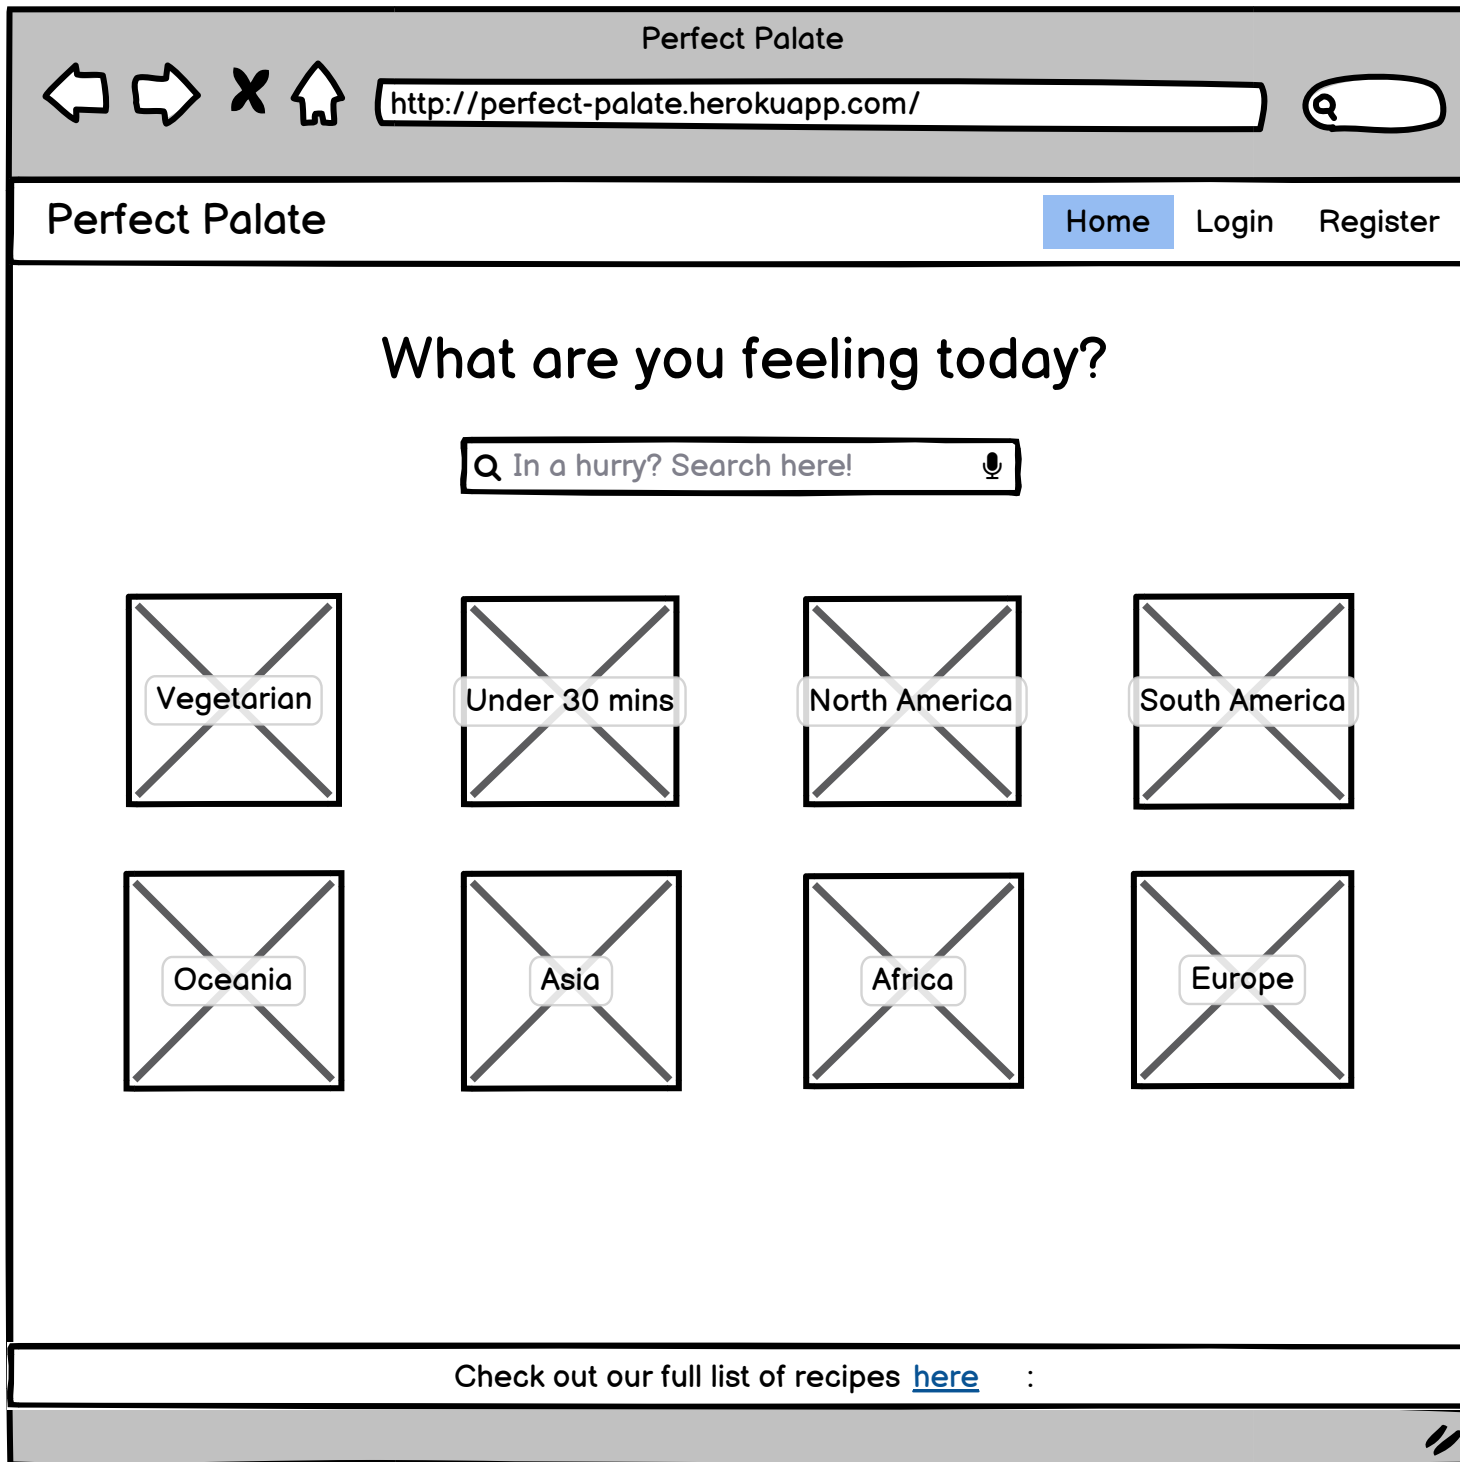 Perfect Palate
http://perfect-palate.herokuapp.com/
Perfect Palate
Home Login Register
What are you feeling today?
In a hurry? Search here!
Vegetarian Under 30 mins North America South America
Oceania Asia Africa Europe
Check out our full list of recipes here :